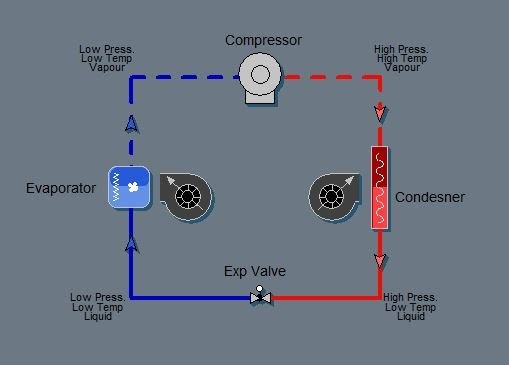 Compressor
Low Press.
Low Temp
Vapour
High Press.
High Temp
Vapour
Evaporator
Condesner
Exp Valve
Low Press.
Low Temp
Liquid
High Press.
Low Temp
Liquid